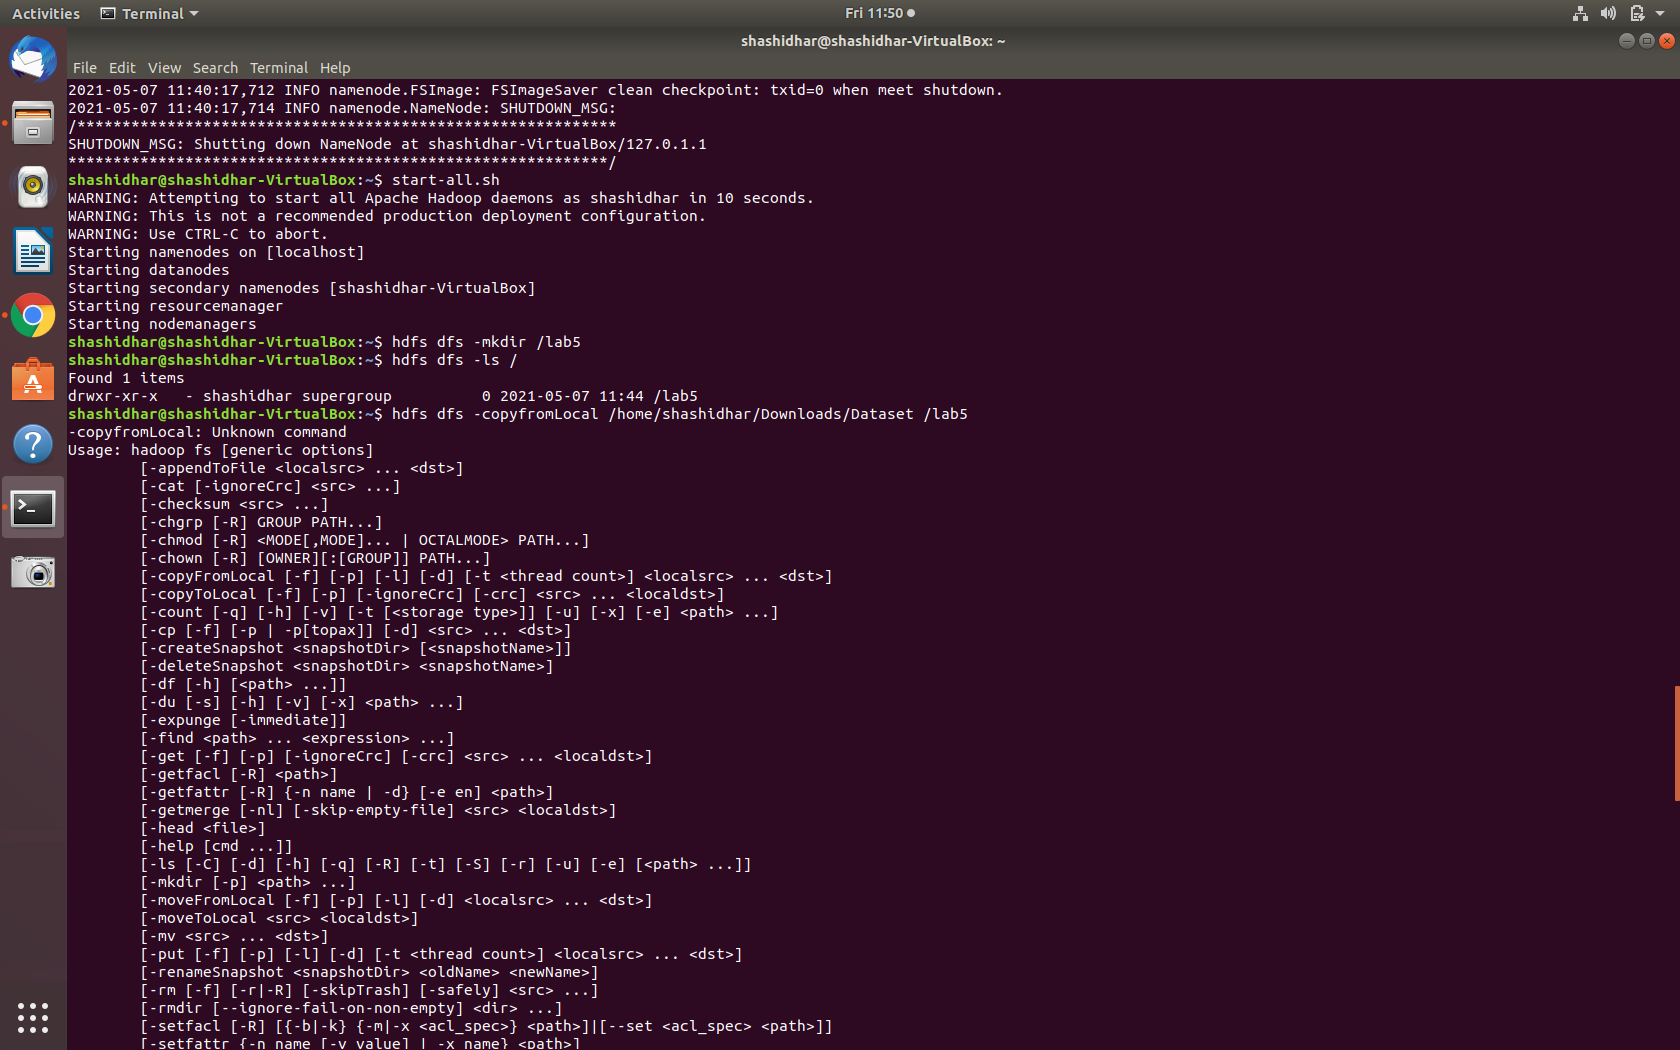 Activities Terminal Fri 11:50
shashidhar@shashidhar-VirtualBox: ~
File Edit View Search Terminal Help
2021-05-07 11:40:17,712 INFO namenode.FSImage: FSImageSaver clean checkpoint: txid=0 when meet shutdown.
2021-05-07 11:40:17,714 INFO namenode.NameNode: SHUTDOWN_MSG:
/************************************************************
SHUTDOWN_MSG: Shutting down NameNode at shashidhar-VirtualBox/127.0.1.1
************************************************************/
shashidhar@shashidhar-VirtualBox:~$ start-all.sh
WARNING: Attempting to start all Apache Hadoop daemons as shashidhar in 10 seconds.
WARNING: This is not a recommended production deployment configuration.
WARNING: Use CTRL-C to abort.
Starting namenodes on [localhost]
Starting datanodes
Starting secondary namenodes [shashidhar-VirtualBox]
Starting resourcemanager
Starting nodemanagers
shashidhar@shashidhar-VirtualBox:~$ hdfs dfs -mkdir /lab5
shashidhar@shashidhar-VirtualBox:~$ hdfs dfs -ls /
Found 1 items
drwxr-xr-x   - shashidhar supergroup          0 2021-05-07 11:44 /lab5
shashidhar@shashidhar-VirtualBox:~$ hdfs dfs -copyfromLocal /home/shashidhar/Downloads/Dataset /lab5
-copyfromLocal: Unknown command
Usage: hadoop fs [generic options]
[-appendToFile <localsrc> ... <dst>]
[-cat [-ignoreCrc] <src> ...]
[-checksum <src> ...]
[-chgrp [-R] GROUP PATH...]
[-chmod [-R] <MODE[,MODE]... | OCTALMODE> PATH...]
[-chown [-R] [OWNER][:[GROUP]] PATH...]
[-copyFromLocal [-f] [-p] [-l] [-d] [-t <thread count>] <localsrc> ... <dst>]
[-copyToLocal [-f] [-p] [-ignoreCrc] [-crc] <src> ... <localdst>]
[-count [-q] [-h] [-v] [-t [<storage type>]] [-u] [-x] [-e] <path> ...]
[-cp [-f] [-p | -p[topax]] [-d] <src> ... <dst>]
[-createSnapshot <snapshotDir> [<snapshotName>]]
[-deleteSnapshot <snapshotDir> <snapshotName>]
[-df [-h] [<path> ...]]
[-du [-s] [-h] [-v] [-x] <path> ...]
[-expunge [-immediate]]
[-find <path> ... <expression> ...]
[-get [-f] [-p] [-ignoreCrc] [-crc] <src> ... <localdst>]
[-getfacl [-R] <path>]
[-getfattr [-R] {-n name | -d} [-e en] <path>]
[-getmerge [-nl] [-skip-empty-file] <src> <localdst>]
[-head <file>]
[-help [cmd ...]]
[-ls [-C] [-d] [-h] [-q] [-R] [-t] [-S] [-r] [-u] [-e] [<path> ...]]
[-mkdir [-p] <path> ...]
[-moveFromLocal [-f] [-p] [-l] [-d] <localsrc> ... <dst>]
[-moveToLocal <src> <localdst>]
[-mv <src> ... <dst>]
[-put [-f] [-p] [-l] [-d] [-t <thread count>] <localsrc> ... <dst>]
[-renameSnapshot <snapshotDir> <oldName> <newName>]
[-rm [-f] [-r|-R] [-skipTrash] [-safely] <src> ...]
[-rmdir [--ignore-fail-on-non-empty] <dir> ...]
[-setfacl [-R] [{-b|-k} {-m|-x <acl_spec>} <path>]|[--set <acl_spec> <path>]]
[-setfattr {-n name [-v value] | -x name} <path>]